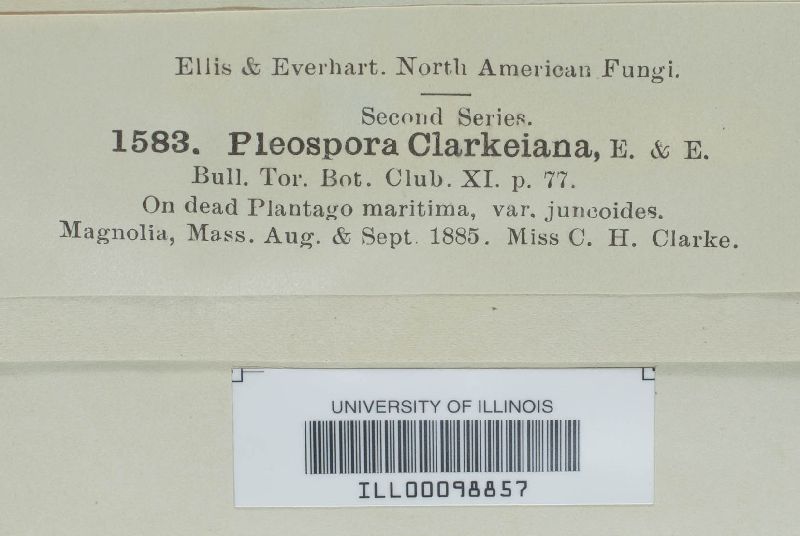 Ellis & Everhart. North American Fungi.
Second Series.
1583. Pleospora Clarkeiana, E. & E.
Bull. Tor. Bot. Club. XI. p. 77.
On dead Plantago maritima, var. juncoides.
Magnolia, Mass. Aug. & Sept. 1885. Miss C. H. Clarke.
UNIVERSITY OF ILLINOIS
ILL00098857